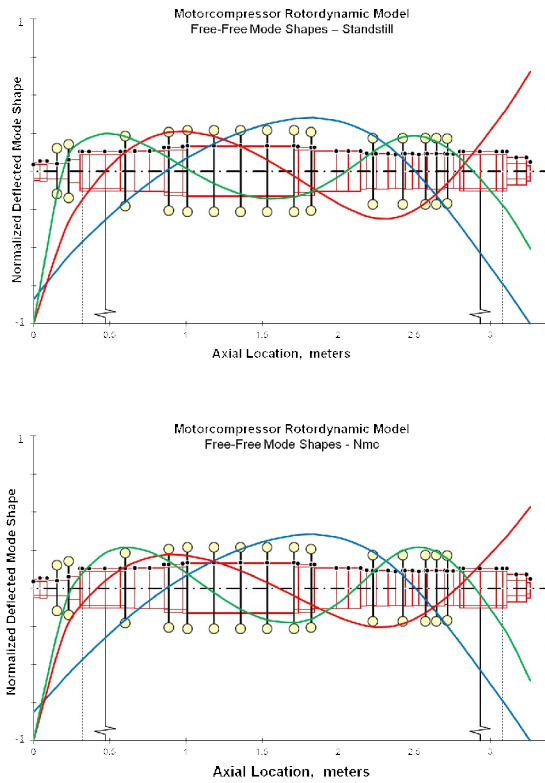 Motorcompressor Rotordynamic Model
Free-Free Mode Shapes – Standstill
1
Normalized Deflected Mode Shape
-1
0 0.5 1 1.5 2 2.5 3
Axial Location, meters
Motorcompressor Rotordynamic Model
Free-Free Mode Shapes - Nmc
1
Normalized Deflected Mode Shape
-1
0 0.5 1 1.5 2 2.5 3
Axial Location, meters